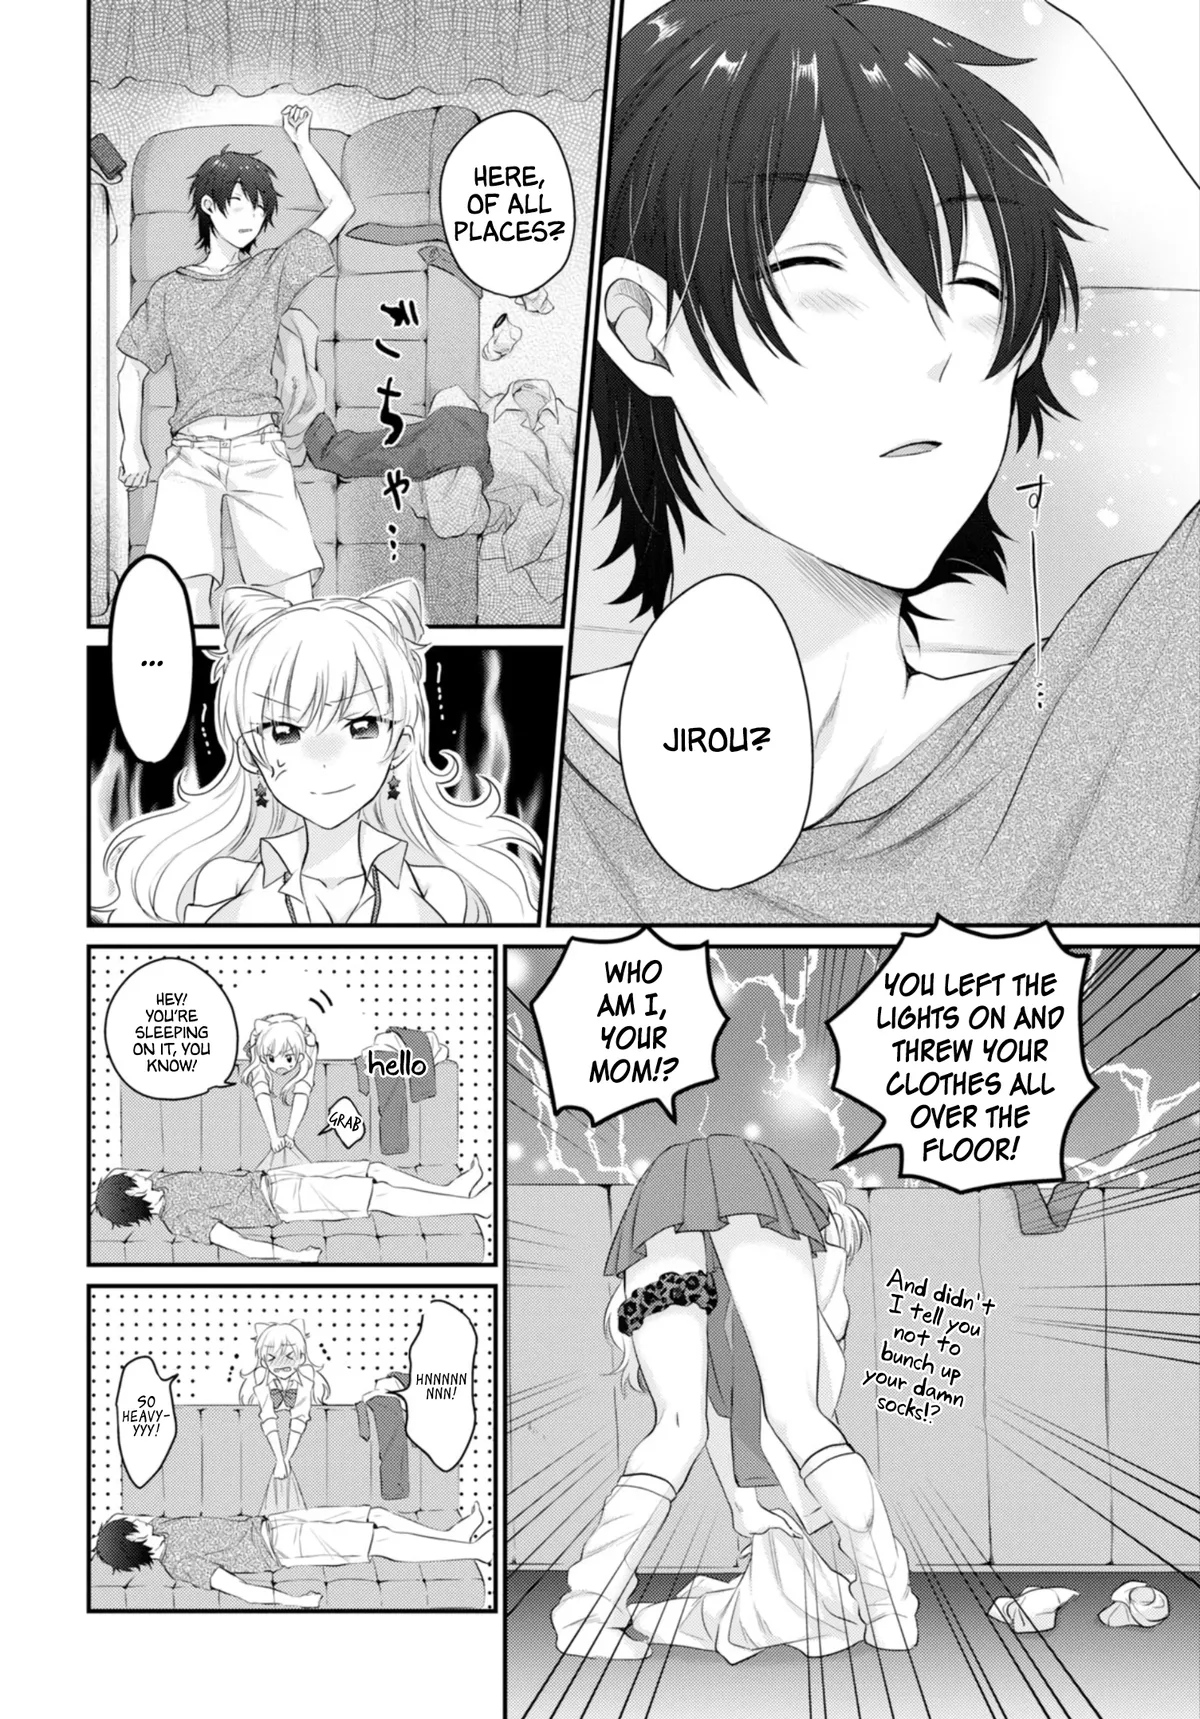 JIROU?
す
…
HERE,
OF ALL
PLACES?
ごちゃ…
...
YOU LEFT THE
LIGHTS ON AND
THREW YOUR
CLOTHES ALL
OVER THE
FLOOR!
WHO
AM I,
YOUR
MOM!?
And didn't
I tell you
not to
bunch up
your damn
socks!?
HEY!
YOU'RE
SLEEPING
ON IT, YOU
KNOW!
hello
GRAB
HNNNNN
NNN!
SO
HEAVY-
YYY!